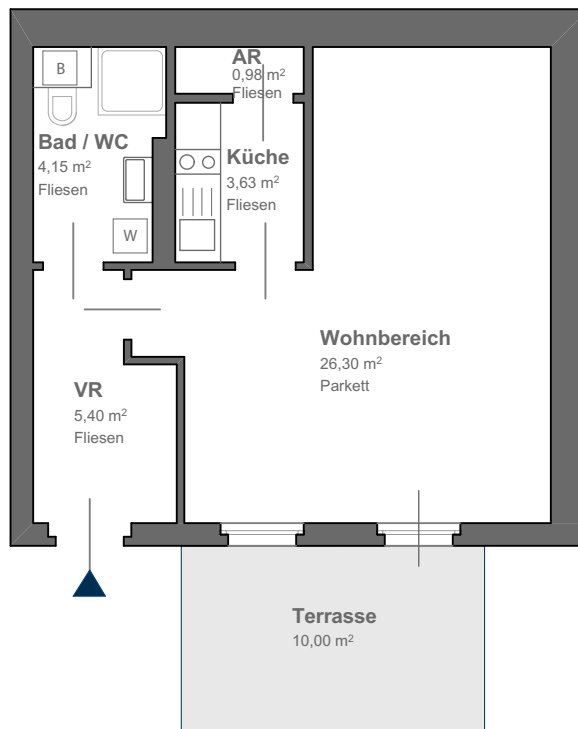 AR
0,98 m²
Fliesen
B
Bad / WC
4,15 m²
Fliesen
Küche
3,63 m²
Fliesen
W
Wohnbereich
26,30 m²
Parkett
VR
5,40 m²
Fliesen
Terrasse
10,00 m²